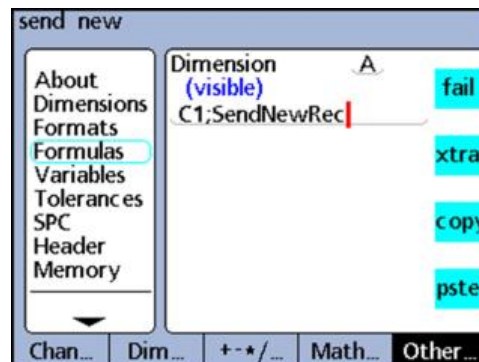 send new
About
Dimensions
Formats
Formulas
Variables
Tolerances
SPC
Header
Memory
Dimension A
(visible)
C1;SendNewRec
fail
xtra
copy
pste
Chan... Dim... +-*/... Math... Other...